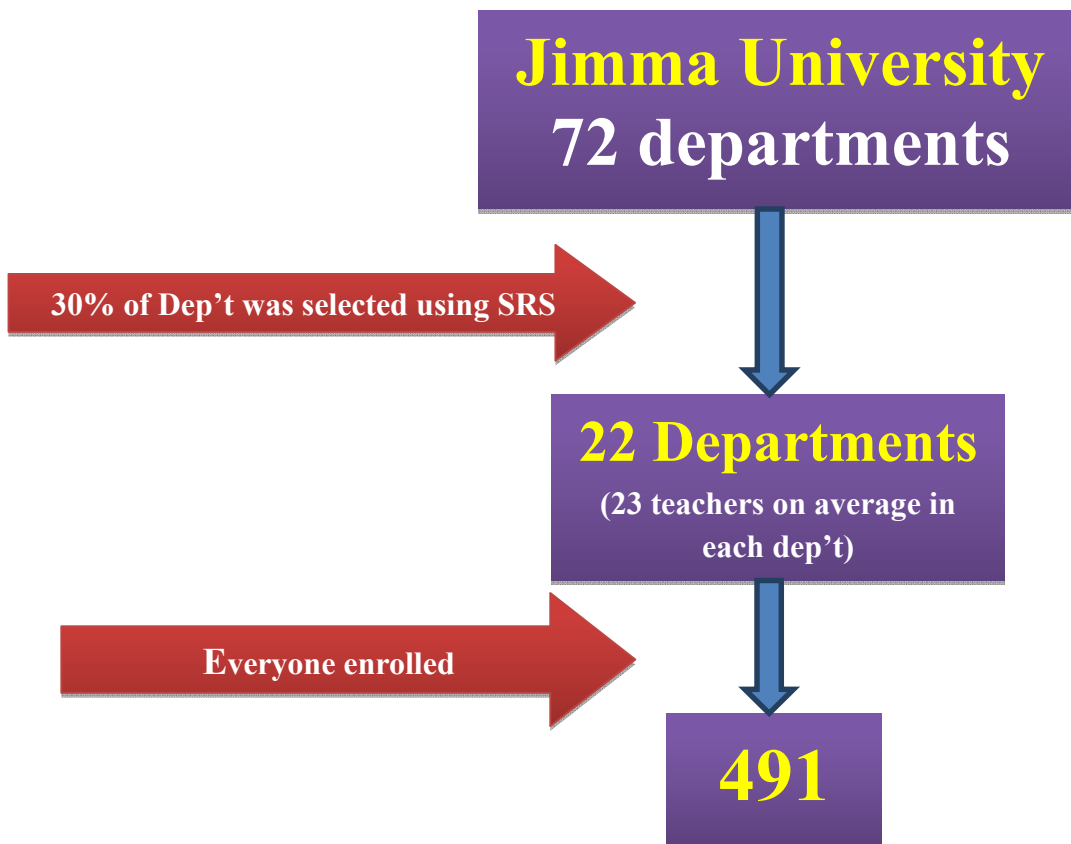 Jimma University
72 departments
30% of Dep’t was selected using SRS
22 Departments
(23 teachers on average in
each dep’t)
Everyone enrolled
491